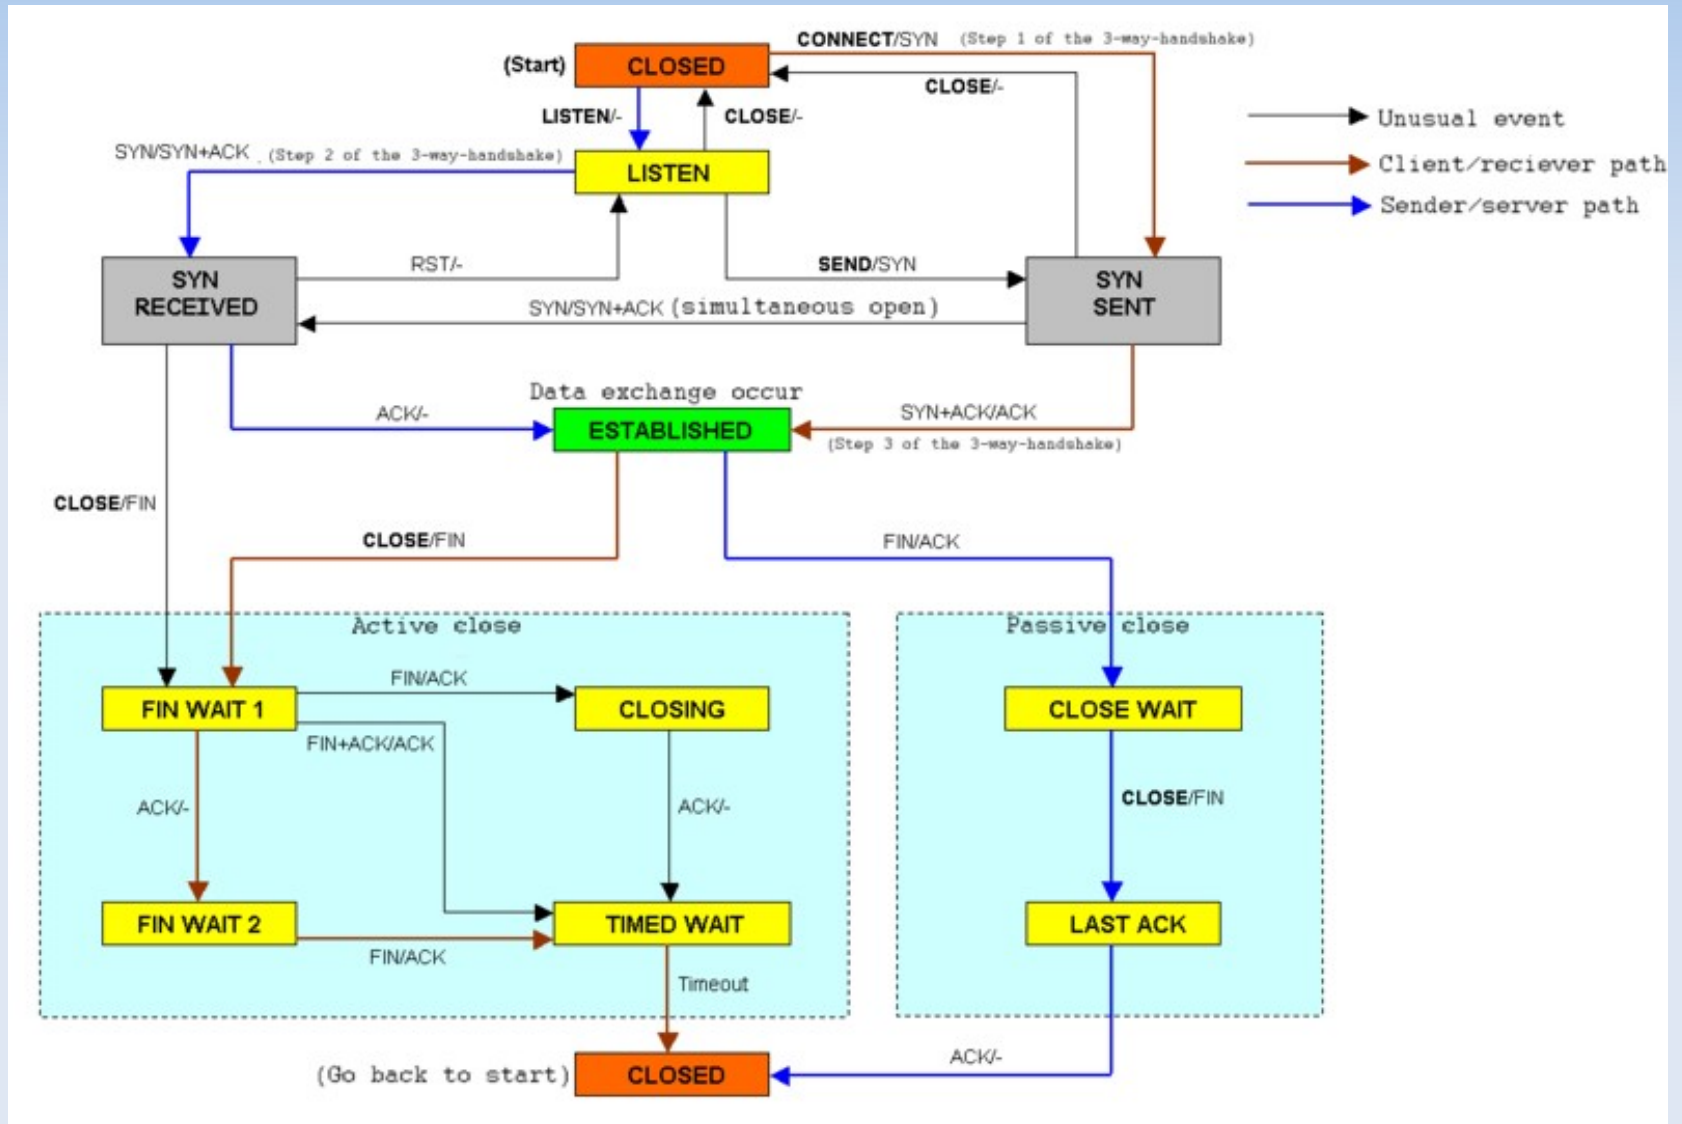 CONNECT/SYN (Step 1 of the 3-way-handshake)
(Start) CLOSED
CLOSE/-
LISTEN/- CLOSE/-
Unusual event
SYN/SYN+ACK (Step 2 of the 3-way-handshake)
LISTEN
Client/reciever path
Sender/server path
RST/-
SEND/SYN
SYN
RECEIVED
SYN
SENT
SYN/SYN+ACK (simultaneous open)
Data exchange occur
ACK/-
ESTABLISHED
SYN+ACK/ACK
(Step 3 of the 3-way-handshake)
CLOSE/FIN
CLOSE/FIN
FIN/ACK
Active close
Passive close
FIN/ACK
FIN WAIT 1
CLOSING
CLOSE WAIT
FIN+ACK/ACK
ACK/-
ACK/-
CLOSE/FIN
FIN WAIT 2
TIMED WAIT
LAST ACK
FIN/ACK
Timeout
ACK/-
(Go back to start) CLOSED